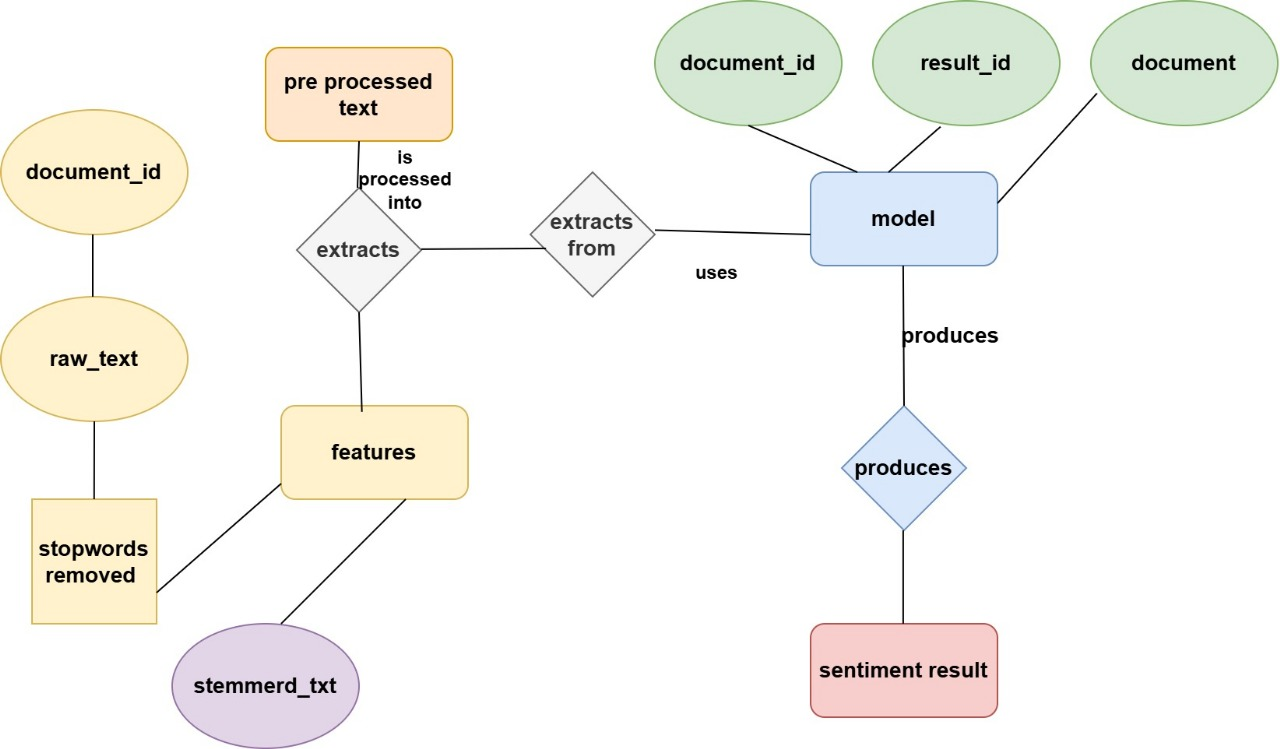 document_id
result_id
document
pre processed
text
is
processed
into
document_id
extracts
from
model
extracts
uses
produces
raw_text
features
produces
stopwords
removed
stemmerd_txt
sentiment result